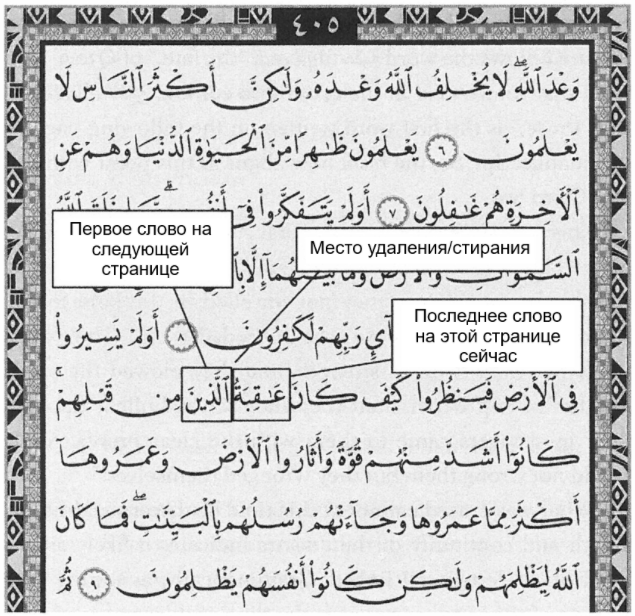 ٤٠٥
وَعْدَ ٱللَّهِ لَا يُخْلِفُ ٱللَّهُ وَعْدَهُۥ وَلَٰكِنَّ أَكْثَرَ ٱلنَّاسِ لَا
يَعْلَمُونَ ٦ يَعْلَمُونَ ظَٰهِرًا مِّنَ ٱلْحَيَوٰةِ ٱلدُّنْيَا وَهُمْ عَنِ
ٱلْأَخِرَةِ هُمْ غَٰفِلُونَ ٧ أَوَلَمْ يَتَفَكَّرُوا۟ فِىٓ
Первое слово на
следующей
странице
Место удаления/стирания
ٱلسَّمَٰوَٰتِ وَٱلْأَرْضَ وَمَا بَيْنَهُمَآ إِلَّا
Последнее слово
на этой странице
сейчас
رَبِّهِمْ لَكَٰفِرُونَ ٨ أَوَلَمْ يَسِيرُوا۟
فِى ٱلْأَرْضِ فَيَنظُرُوا۟ كَيْفَ كَانَ عَٰقِبَةُ ٱلَّذِينَ مِن قَبْلِهِمْ
كَانُوٓا۟ قُوَّةً وَأَثَارُوا۟ ٱلْأَرْضَ وَعَمَرُوهَآ
أَكْثَرَ مِمَّا عَمَرُوهَا وَجَآءَتْهُمْ رُسُلُهُم بِٱلْبَيِّنَٰتِ ۖ فَمَا كَانَ
ٱللَّهُ لِيَظْلِمَهُمْ وَلَٰكِن كَانُوٓا۟ أَنفُسَهُمْ يَظْلِمُونَ ٩ ثُمَّ